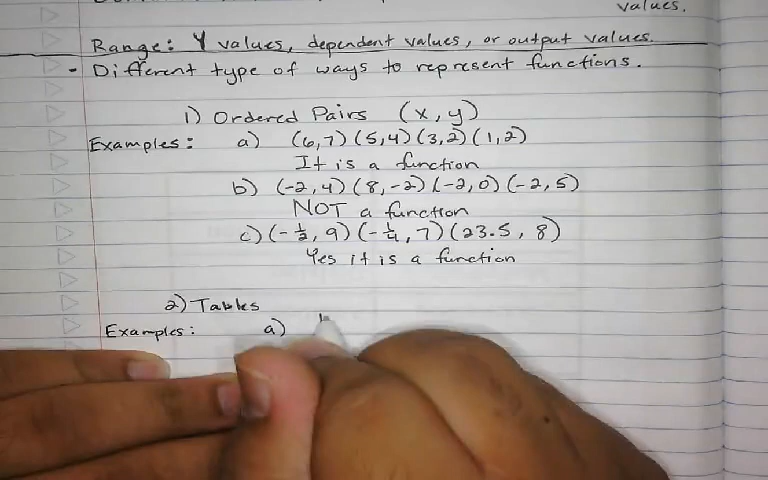 values.
Range: Y values, dependent values, or output values.
- Different type of ways to represent functions.
1) Ordered Pairs (x, y)
Examples: a) (6,7) (5,4) (3,2) (1,2)
It is a function
b) (-2,4) (8,-2) (-2,0) (-2,5)
NOT a function
c) (-1/2, 9) (-1/4, 7) (23.5, 8)
Yes it is a function
2) Tables
Examples: a)